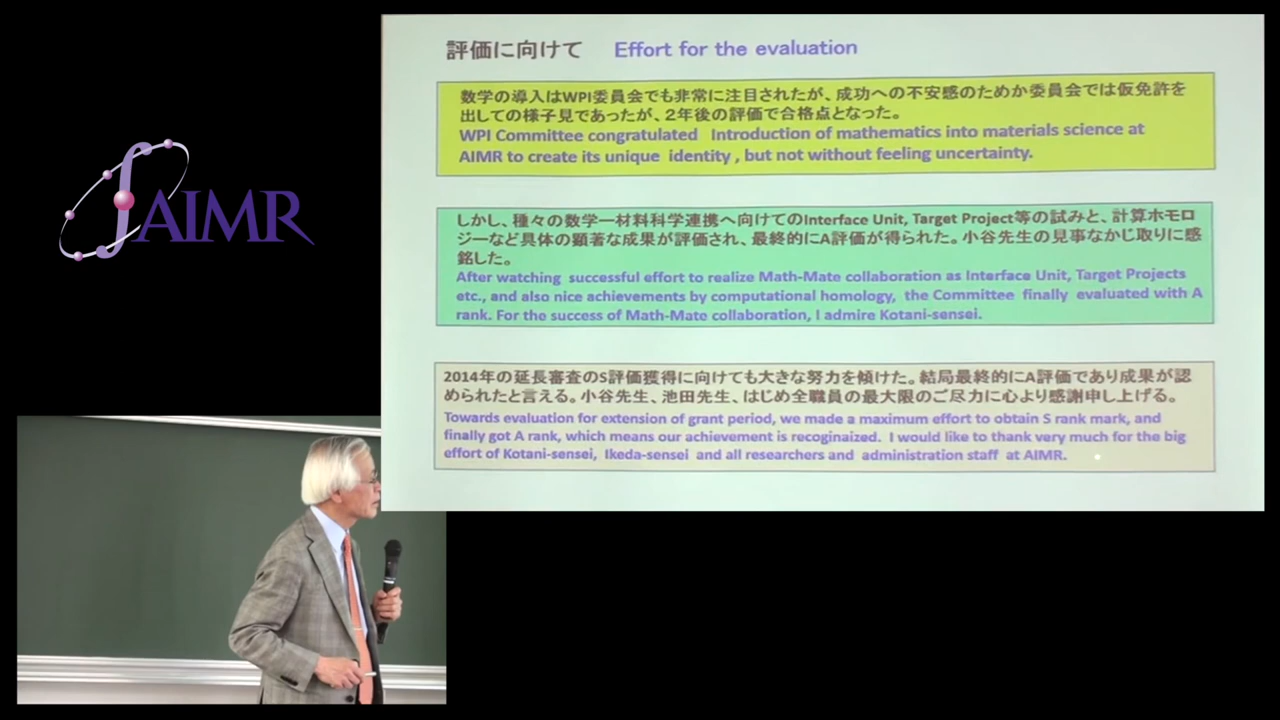 AIMR
評価に向けて Effort for the evaluation
数学の導入はWPI委員会でも非常に注目されたが、成功への不安感のためか委員会では仮免許を
出しての様子見であったが、２年後の評価で合格点となった。
WPI Committee congratulated Introduction of mathematics into materials science at
AIMR to create its unique identity , but not without feeling uncertainty.
しかし、種々の数学ー材料科学連携へ向けてのInterface Unit, Target Project等の試みと、計算ホモロ
ジーなど具体の顕著な成果が評価され、最終的にA評価が得られた。小谷先生の見事なかじ取りに感
銘した。
After watching successful effort to realize Math-Mate collaboration as Interface Unit, Target Projects
etc., and also nice achievements by computational homology, the Committee finally evaluated with A
rank. For the success of Math-Mate collaboration, I admire Kotani-sensei.
2014年の延長審査のS評価獲得に向けても大きな努力を傾けた。結局最終的にA評価であり成果が認
められたと言える。小谷先生、池田先生、はじめ全職員の最大限のご尽力に心より感謝申し上げる。
Towards evaluation for extension of grant period, we made a maximum effort to obtain S rank mark, and
finally got A rank, which means our achievement is recoginaized. I would like to thank very much for the big
effort of Kotani-sensei, Ikeda-sensei and all researchers and administration staff at AIMR.